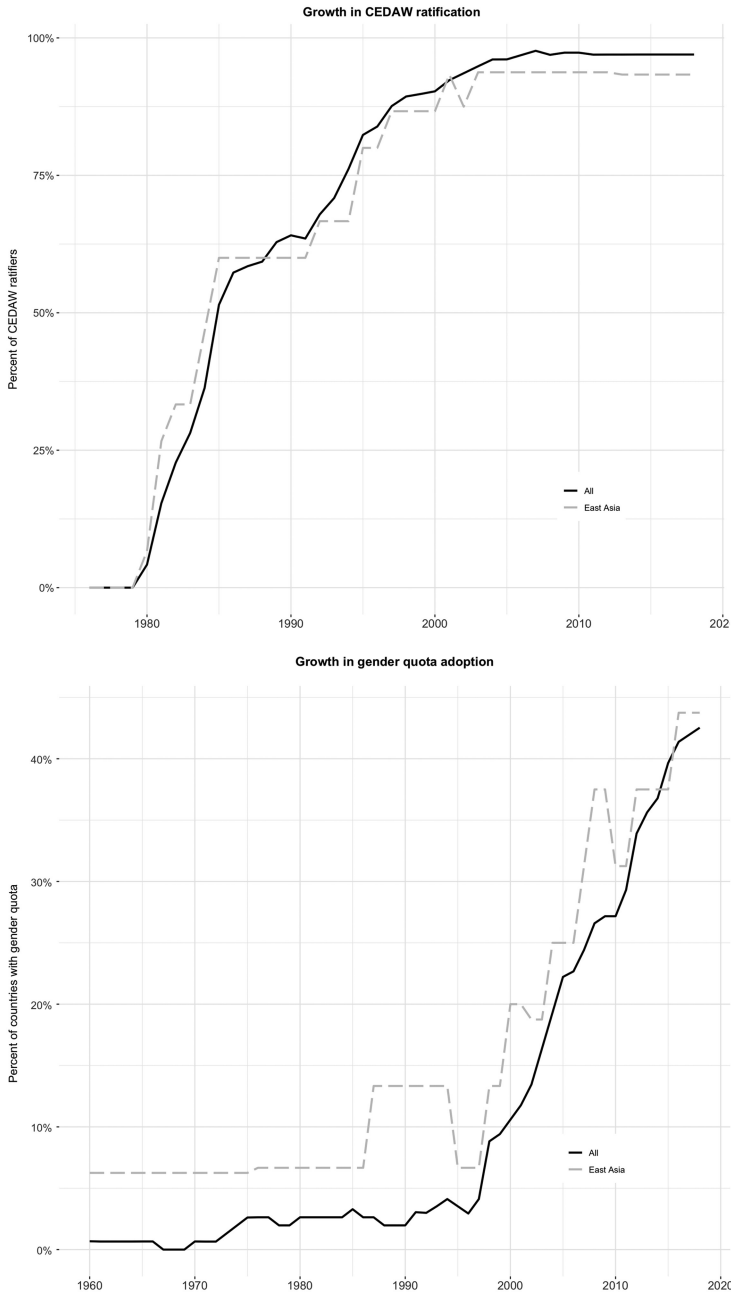 Growth in CEDAW ratification
100%
75%
50%
25%
0%
Percent of CEDAW ratifiers
All
East Asia
1980 1990 2000 2010 202
Growth in gender quota adoption
40%
30%
20%
10%
0%
Percent of countries with gender quota
All
East Asia
1960 1970 1980 1990 2000 2010 2020